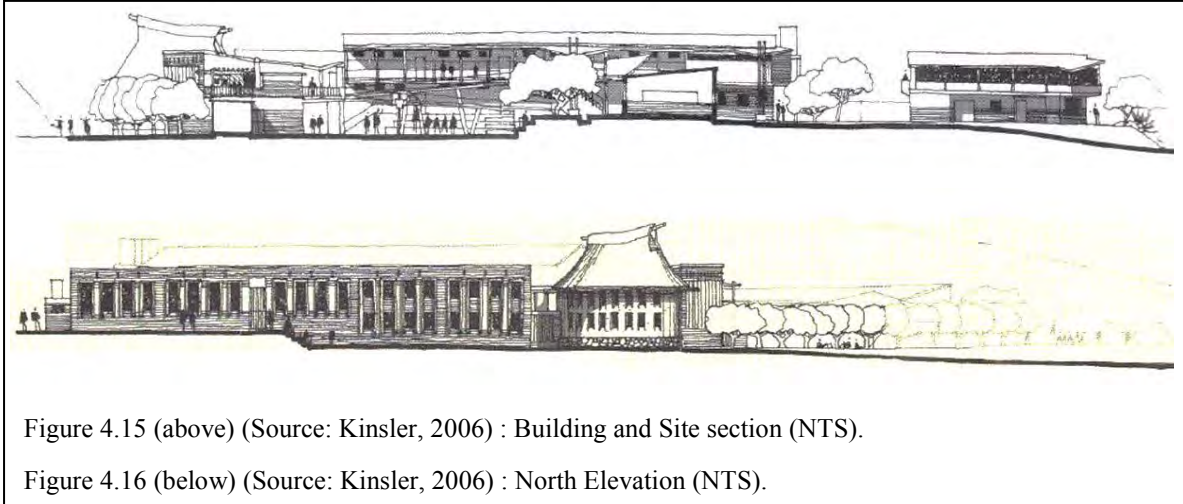 Figure 4.15 (above) (Source: Kinsler, 2006) : Building and Site section (NTS).
Figure 4.16 (below) (Source: Kinsler, 2006) : North Elevation (NTS).